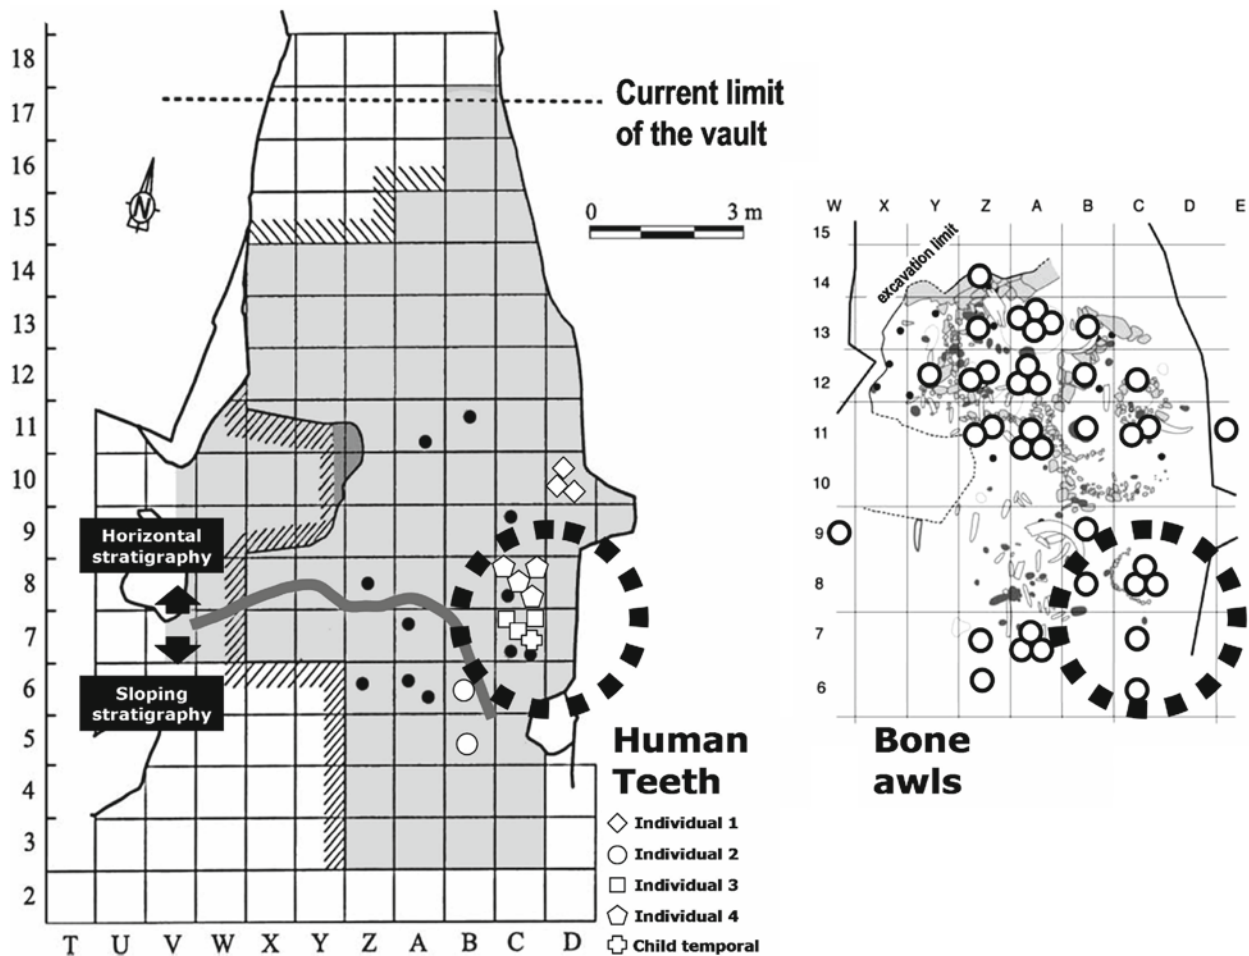 18
17
16
15
14
13
12
11
10
9
8
7
6
5
4
3
2
T U V W X Y Z A B C D
Current limit
of the vault
N
0 3 m
Horizontal
stratigraphy
Sloping
stratigraphy
Human
Teeth
Individual 1
Individual 2
Individual 3
Individual 4
Child temporal
W X Y Z A B C D E
15
14
13
12
11
10
9
8
7
6
excavation limit
Bone
awls